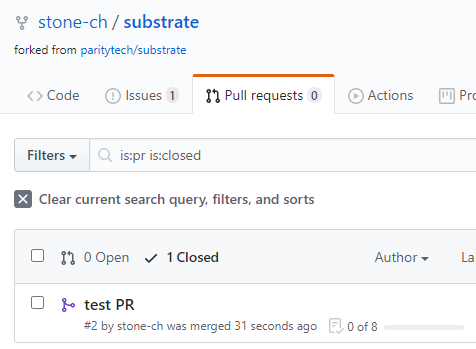 stone-ch / substrate
forked from paritytech/substrate
Code Issues 1 Pull requests 0 Actions Pro
Filters is:pr is:closed
Clear current search query, filters, and sorts
0 Open 1 Closed Author La
test PR
#2 by stone-ch was merged 31 seconds ago 0 of 8